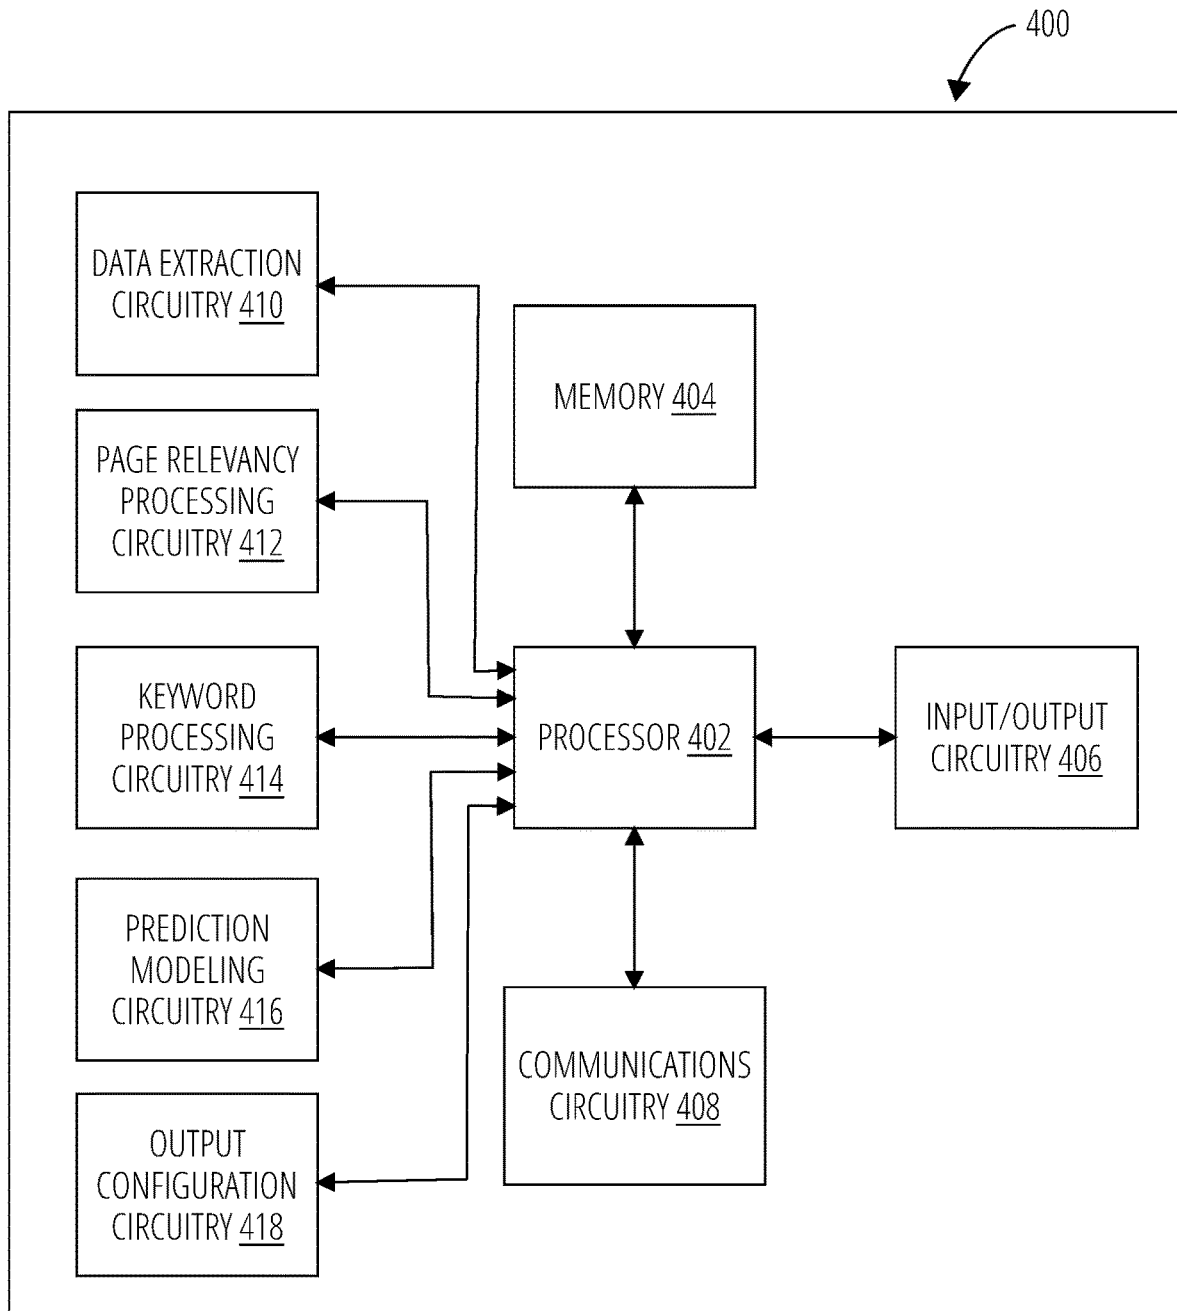 400
DATA EXTRACTION
CIRCUITRY 410
PAGE RELEVANCY
PROCESSING
CIRCUITRY 412
KEYWORD
PROCESSING
CIRCUITRY 414
PREDICTION
MODELING
CIRCUITRY 416
OUTPUT
CONFIGURATION
CIRCUITRY 418
MEMORY 404
PROCESSOR 402
COMMUNICATIONS
CIRCUITRY 408
INPUT/OUTPUT
CIRCUITRY 406